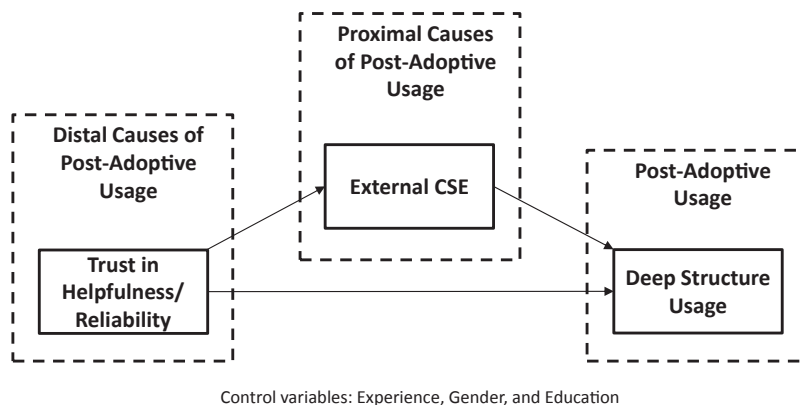 Proximal Causes
of Post-Adoptive
Usage
Distal Causes of
Post-Adoptive
Usage
External CSE
Post-Adoptive
Usage
Trust in
Helpfulness/
Reliability
Deep Structure
Usage
Control variables: Experience, Gender, and Education